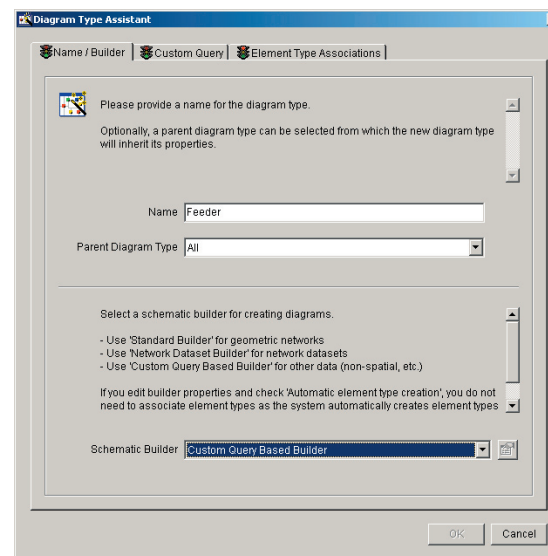 Diagram Type Assistant
Name / Builder Custom Query Element Type Associations
Please provide a name for the diagram type.
Optionally, a parent diagram type can be selected from which the new diagram type
will inherit its properties.
Name Feeder
Parent Diagram Type All
Select a schematic builder for creating diagrams.
- Use 'Standard Builder' for geometric networks
- Use 'Network Dataset Builder' for network datasets
- Use 'Custom Query Based Builder' for other data (non-spatial, etc.)
If you edit builder properties and check 'Automatic element type creation', you do not
need to associate element types as the system automatically creates element types
Schematic Builder Custom Query Based Builder
OK Cancel